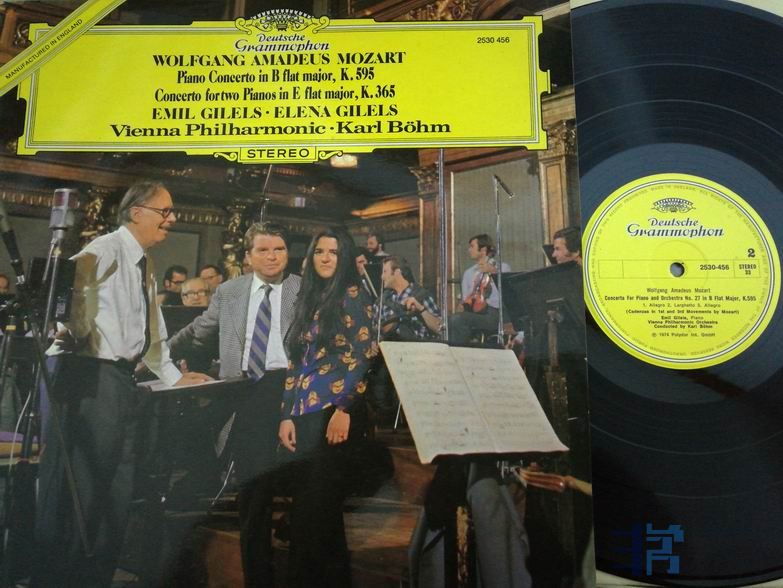 MANUFACTURED IN ENGLAND
Deutsche
Grammophon
2530 456
WOLFGANG AMADEUS MOZART
Piano Concerto in B flat major, K. 595
Concerto for two Pianos in E flat major, K. 365
EMIL GILELS · ELENA GILELS
Vienna Philharmonic · Karl Böhm
STEREO
Deutsche
Grammophon
2
2530-456
STEREO
33
Wolfgang Amadeus Mozart
Concerto For Piano and Orchestra No. 27 in B Flat Major, K.595
1. Allegro 2. Larghetto 3. Allegro
(Cadenzas in 1st and 3rd Movements by Mozart)
Emil Gilels, Piano
Vienna Philharmonic Orchestra
Conducted by Karl Böhm
℗ 1974 Polydor Int. GmbH